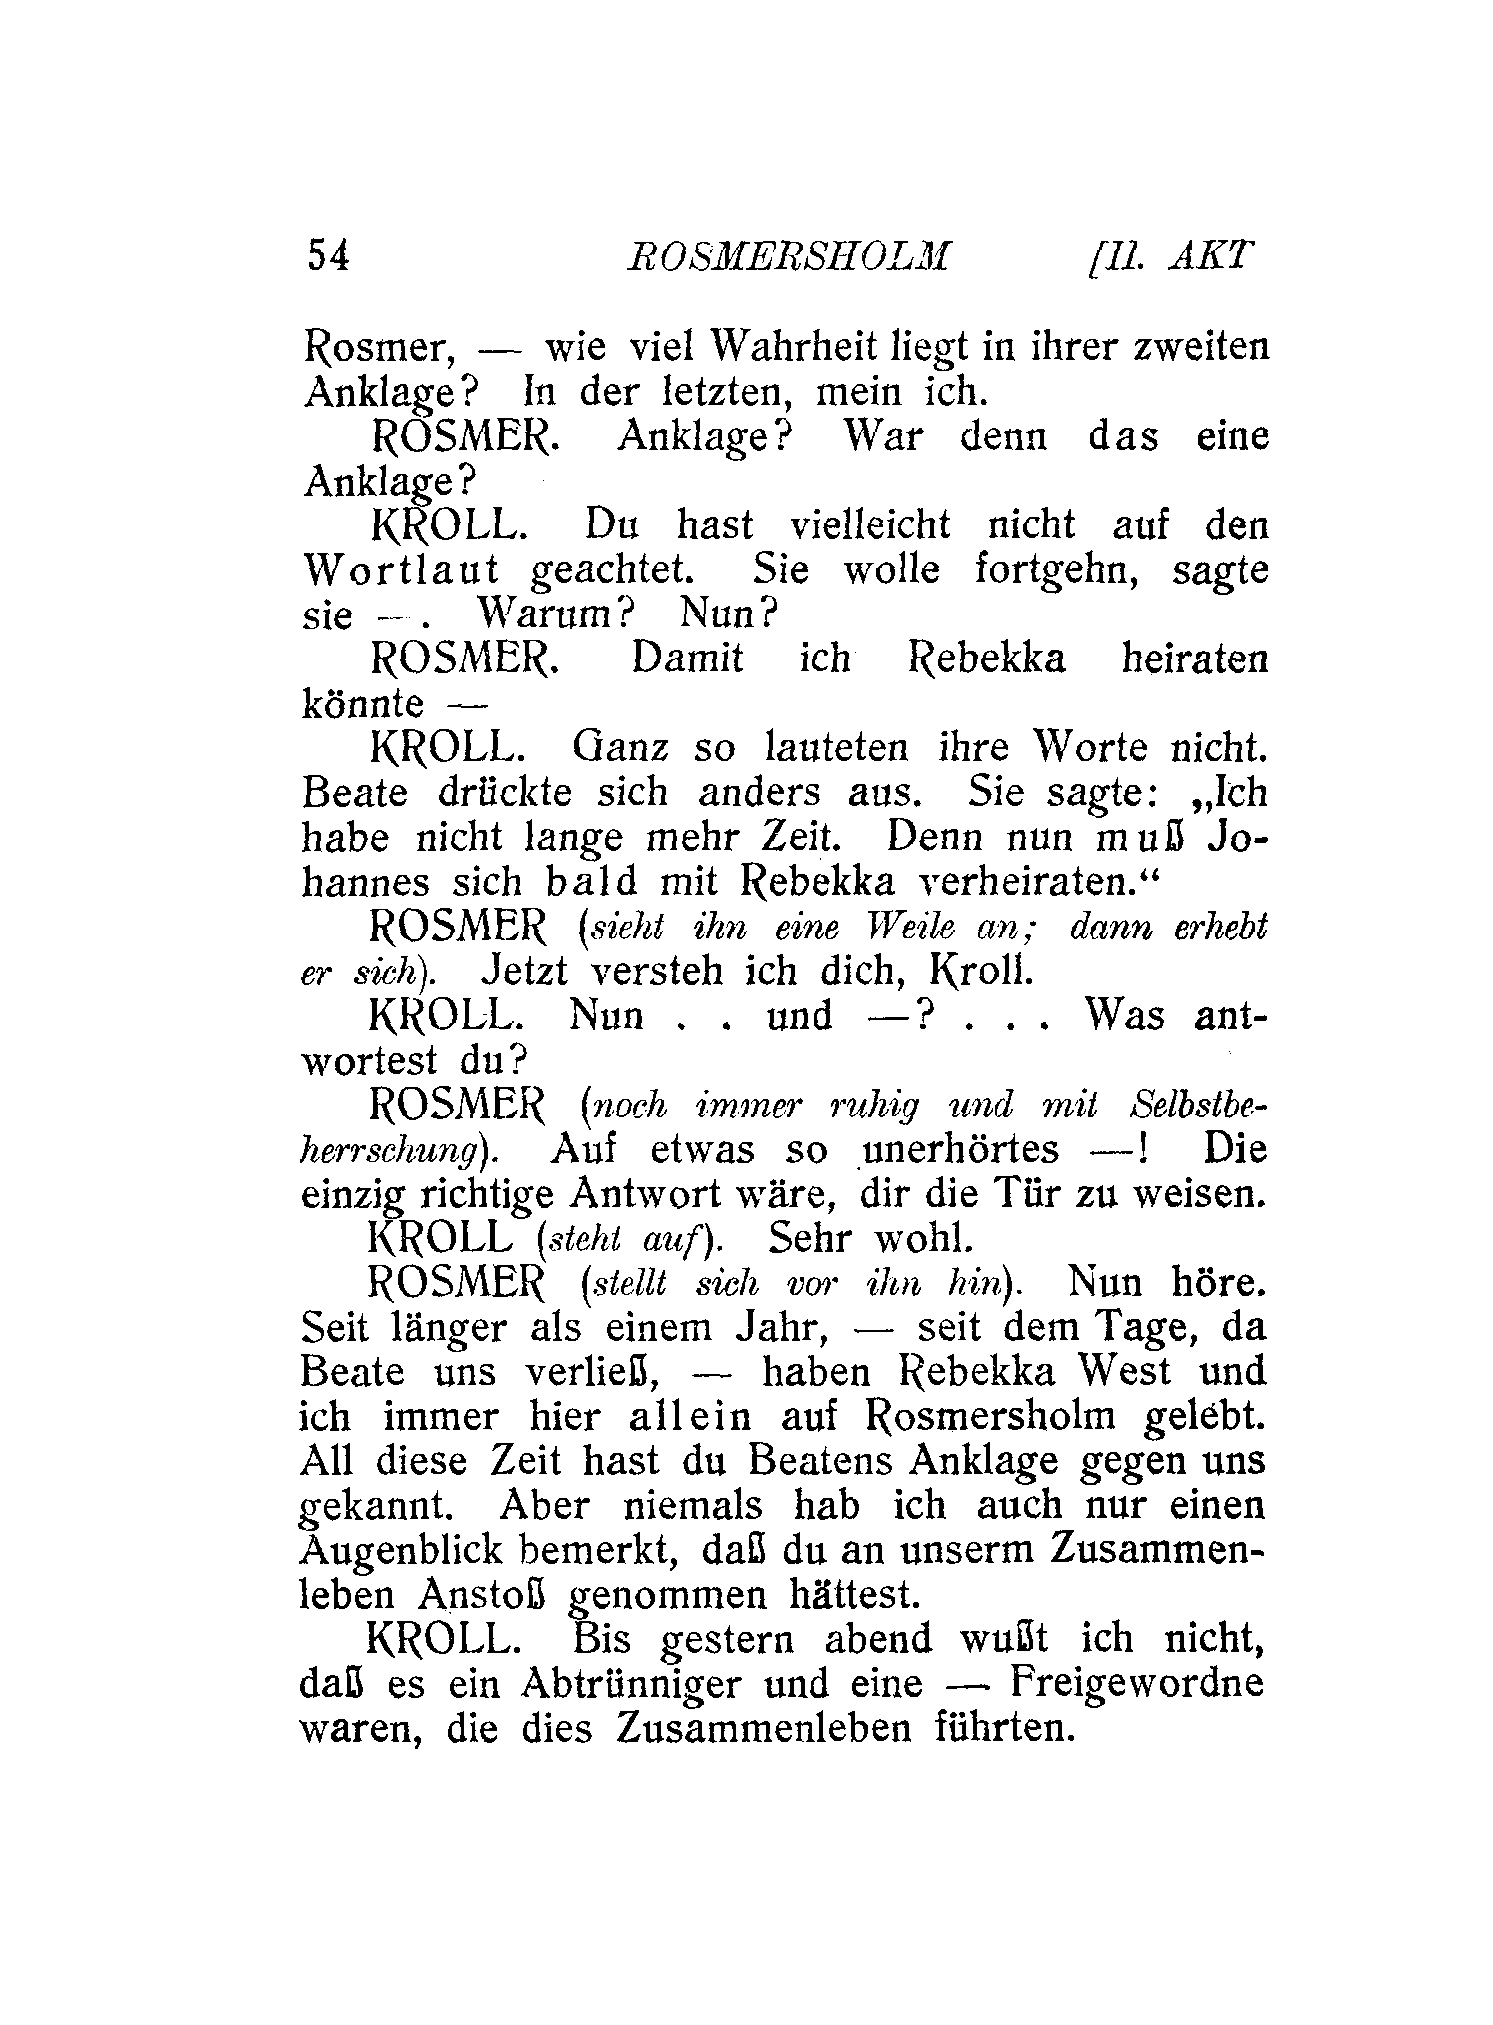 54 ROSMERSHOLM [II. AKT
Rosmer, — wie viel Wahrheit liegt in ihrer zweiten
Anklage? In der letzten, mein ich.
ROSMER. Anklage? War denn das eine
Anklage?
KROLL. Du hast vielleicht nicht auf den
Wortlaut geachtet. Sie wolle fortgehn, sagte
sie —. Warum? Nun?
ROSMER. Damit ich Rebekka heiraten
könnte —
KROLL. Ganz so lauteten ihre Worte nicht.
Beate drückte sich anders aus. Sie sagte: „Ich
habe nicht lange mehr Zeit. Denn nun muß Jo-
hannes sich bald mit Rebekka verheiraten.“
ROSMER (sieht ihn eine Weile an; dann erhebt
er sich). Jetzt versteh ich dich, Kroll.
KROLL. Nun . . und —? . . . Was ant-
wortest du?
ROSMER (noch immer ruhig und mit Selbstbe-
herrschung). Auf etwas so unerhörtes —! Die
einzig richtige Antwort wäre, dir die Tür zu weisen.
KROLL (steht auf). Sehr wohl.
ROSMER (stellt sich vor ihn hin). Nun höre.
Seit länger als einem Jahr, — seit dem Tage, da
Beate uns verließ, — haben Rebekka West und
ich immer hier allein auf Rosmersholm gelebt.
All diese Zeit hast du Beatens Anklage gegen uns
gekannt. Aber niemals hab ich auch nur einen
Augenblick bemerkt, daß du an unserm Zusammen-
leben Anstoß genommen hättest.
KROLL. Bis gestern abend wußt ich nicht,
daß es ein Abtrünniger und eine — Freigewordne
waren, die dies Zusammenleben führten.